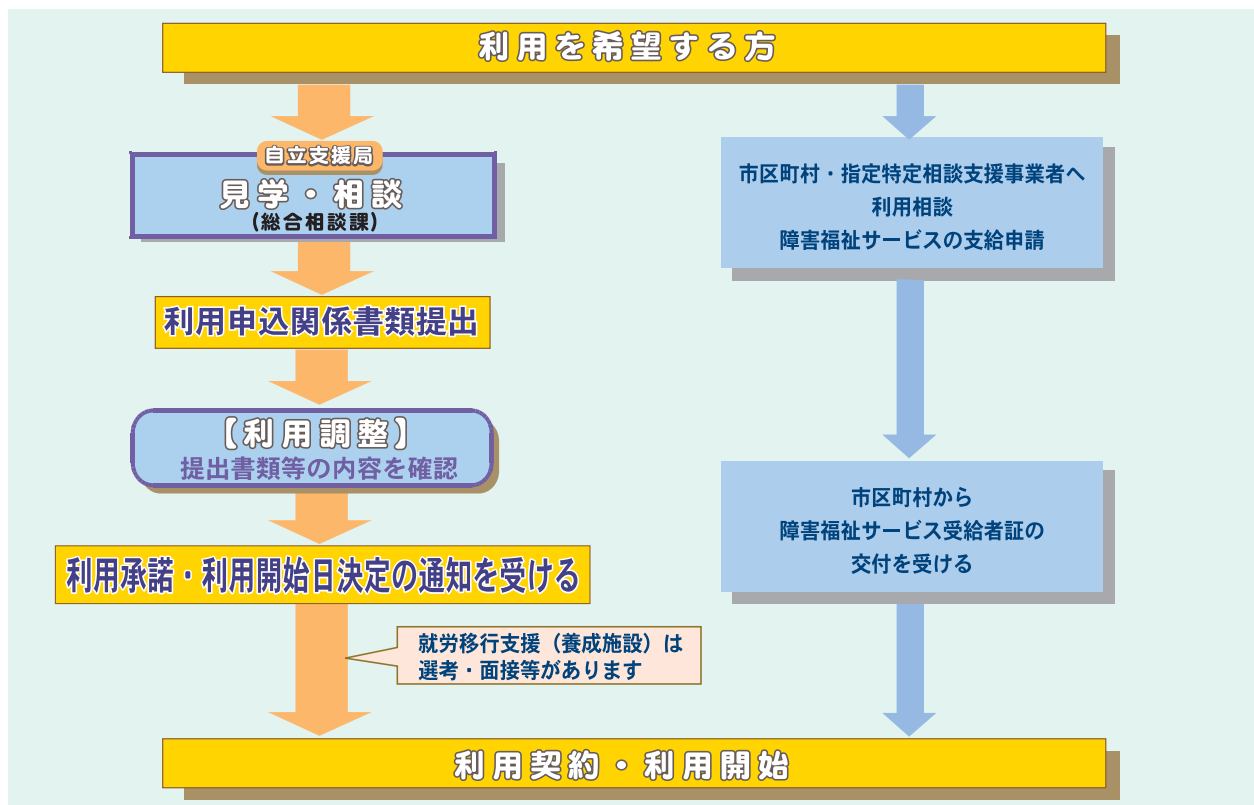 利用を希望する方
自立支援局
見学・相談
(総合相談課)
利用申込関係書類提出
【利用調整】
提出書類等の内容を確認
利用承諾・利用開始日決定の通知を受ける
就労移行支援（養成施設）は
選考・面接等があります
市区町村・指定特定相談支援事業者へ
利用相談
障害福祉サービスの支給申請
市区町村から
障害福祉サービス受給者証の
交付を受ける
利用契約・利用開始